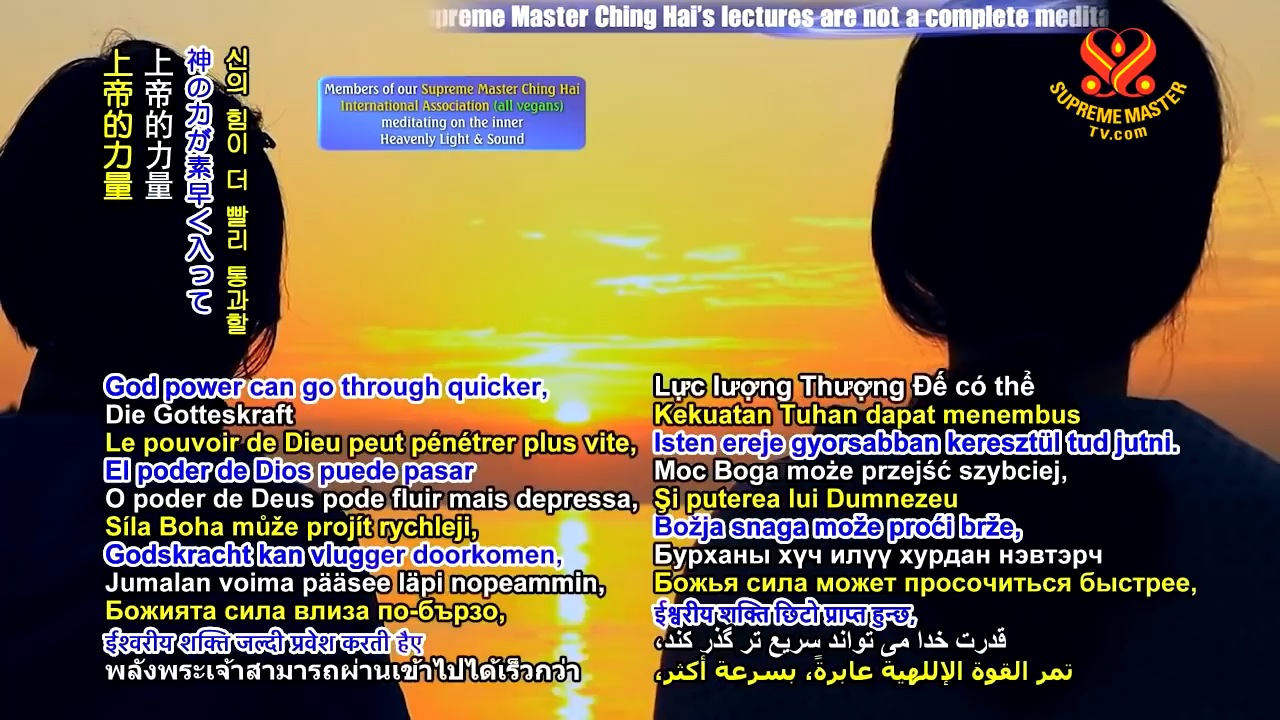 upreme Master Ching Hai's lectures are not a complete medita
Members of our Supreme Master Ching Hai
International Association (all vegans)
meditating on the inner
Heavenly Light & Sound
SUPREME MASTER
TV.com
上帝的力量
上帝的力量
神の力が素早く入って
신의 힘이 더 빨리 통과할
God power can go through quicker,
Die Gotteskraft
Le pouvoir de Dieu peut pénétrer plus vite,
El poder de Dios puede pasar
O poder de Deus pode fluir mais depressa,
Síla Boha může projít rychleji,
Godskracht kan vlugger doorkomen,
Jumalan voima pääsee läpi nopeammin,
Божията сила влиза по-бързо,
ईश्वरीय शक्ति जल्दी प्रवेश करती हैए
พลังพระเจ้าสามารถผ่านเข้าไปได้เร็วกว่า
Lực lượng Thượng Đế có thể
Kekuatan Tuhan dapat menembus
Isten ereje gyorsabban keresztül tud jutni.
Moc Boga może przejść szybciej,
Şi puterea lui Dumnezeu
Božja snaga može proći brže,
Бурханы хүч илүү хурдан нэвтэрч
Божья сила может просочиться быстрее,
ईश्वरीय शक्ति छिटो प्राप्त हुन्छ,
قدرت خدا می تواند سریع تر گذر کند،
تمر القوة الإللهية عابرةً، بسرعة أكثر،